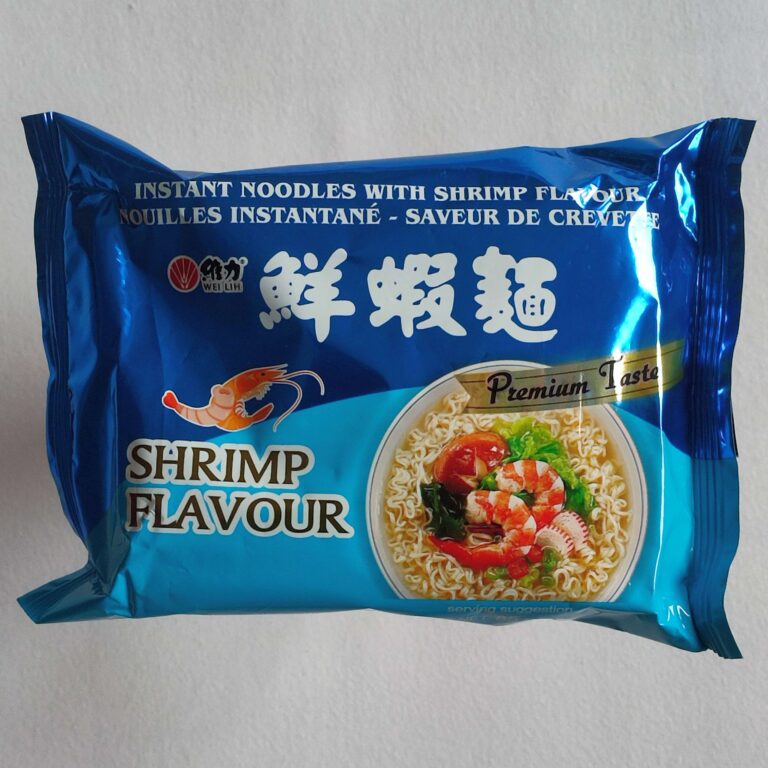 INSTANT NOODLES WITH SHRIMP FLAVOUR
NOUILLES INSTANTANÉ - SAVEUR DE CREVETTE
維力®
WEI LIH
鮮蝦麵
Premium Taste
SHRIMP
FLAVOUR
serving suggestion